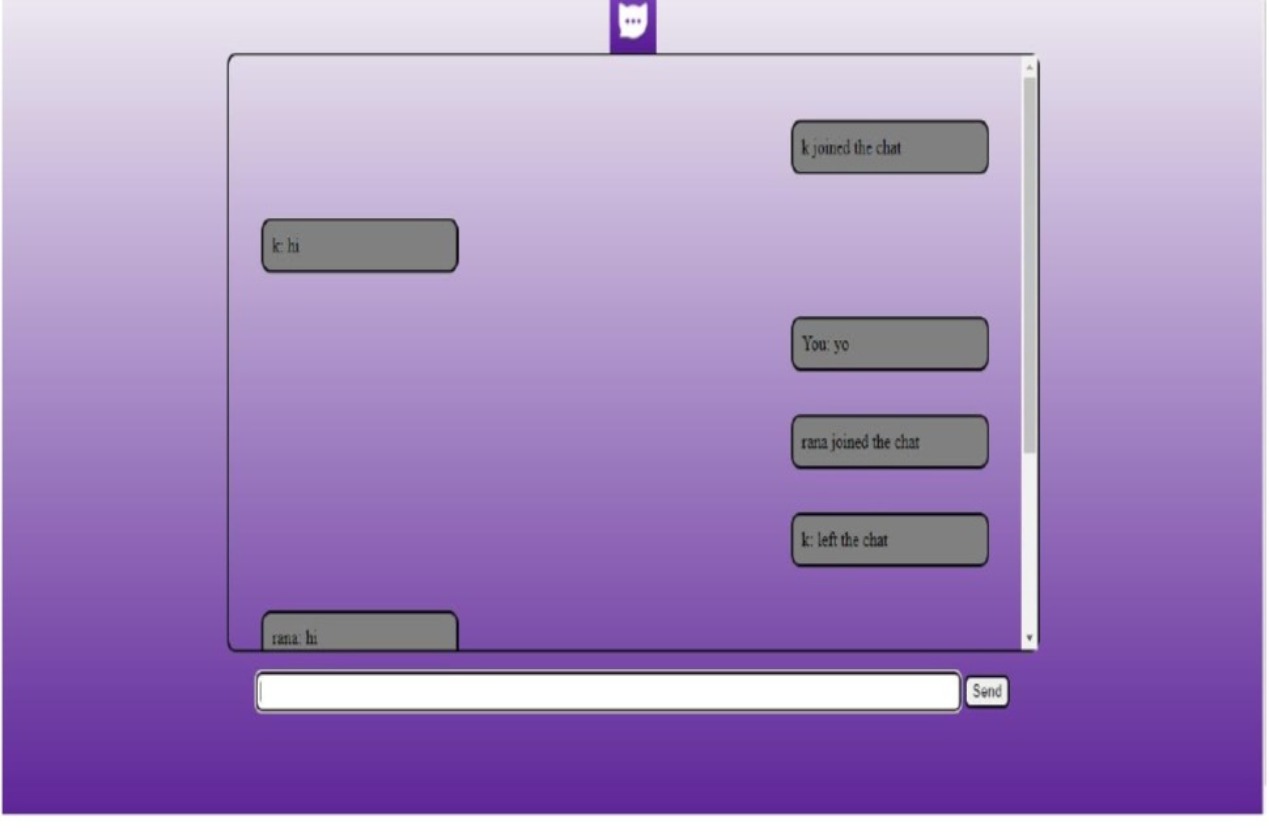 k joined the chat
k: hi
You: yo
rana joined the chat
k: left the chat
rana: hi
Send